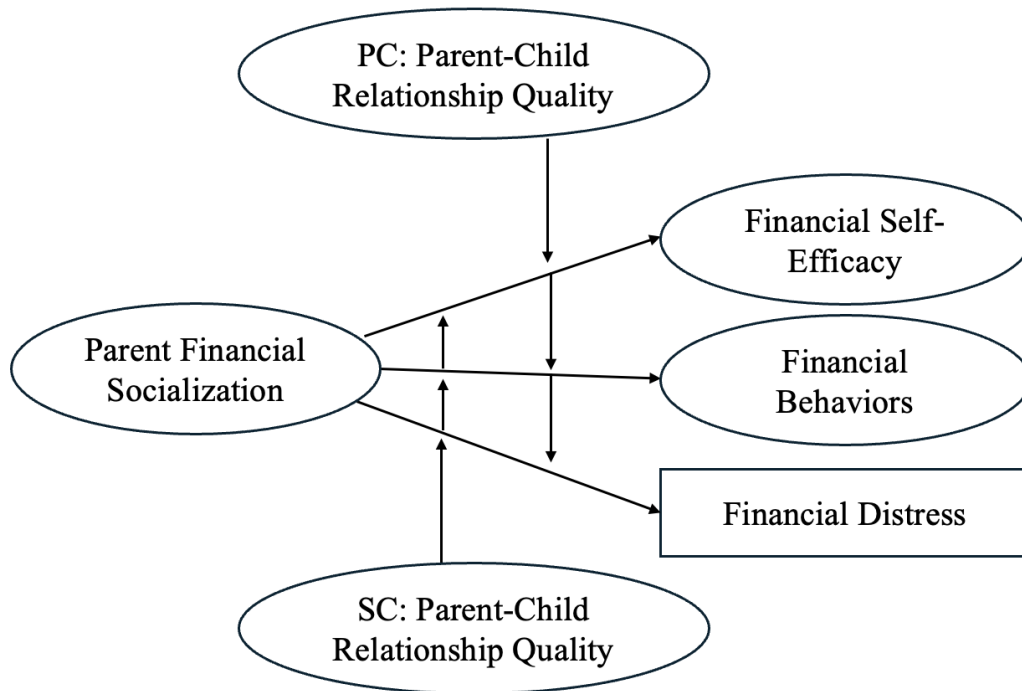 PC: Parent-Child
Relationship Quality
Financial Self-
Efficacy
Parent Financial
Socialization
Financial
Behaviors
Financial Distress
SC: Parent-Child
Relationship Quality